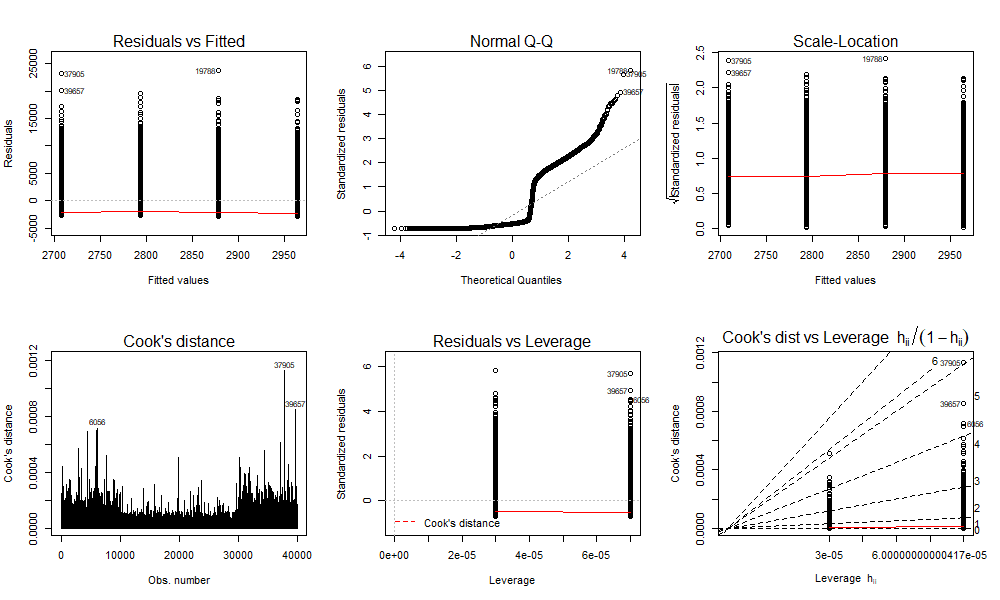 Residuals vs Fitted
Residuals
25000
15000
5000
0
-5000
37905
39657
19788
2700 2750 2800 2850 2900 2950
Fitted values
Normal Q-Q
Standardized residuals
6
5
4
3
2
1
0
-1
19788
37905
39657
-4 -2 0 2 4
Theoretical Quantiles
Scale-Location
√|Standardized residuals|
2.5
2.0
1.5
1.0
0.5
0.0
37905
39657
19788
2700 2750 2800 2850 2900 2950
Fitted values
Cook's distance
Cook's distance
0.0012
0.0008
0.0004
0.0000
37905
39657
6056
0 10000 20000 30000 40000
Obs. number
Residuals vs Leverage
Standardized residuals
6
4
2
0
37905
39657
6056
Cook's distance
0e+00 2e-05 4e-05 6e-05
Leverage
Cook's dist vs Leverage hii/(1−hii)
Cook's distance
0.0012
0.0008
0.0004
0.0000
6 37905
39657
6056
5
4
3
2
1
0
3e-05 6.00000000000417e-05
Leverage hii